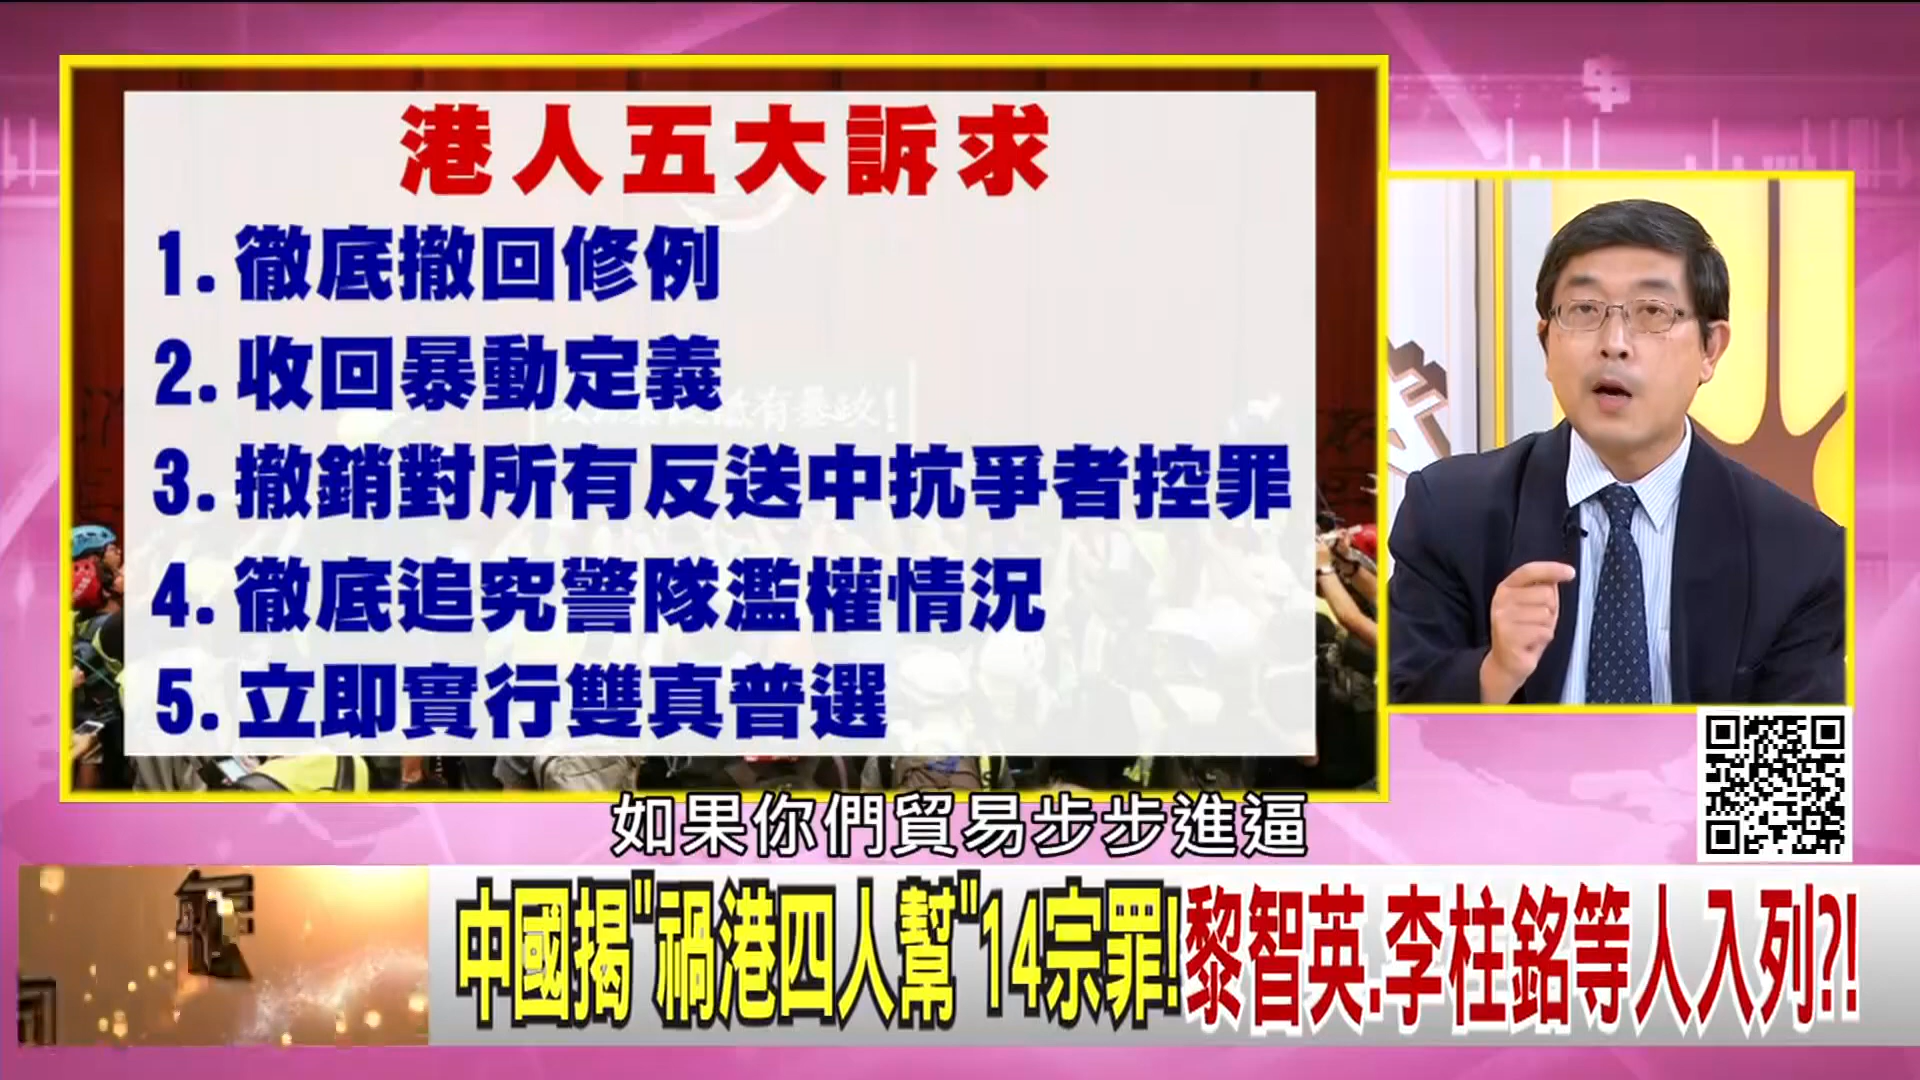 港人五大訴求
1.徹底撤回修例
2.收回暴動定義
3.撤銷對所有反送中抗爭者控罪
4.徹底追究警隊濫權情況
5.立即實行雙真普選
如果你們貿易步步進逼
中國揭"禍港四人幫"14宗罪!黎智英.李柱銘等人入列?!